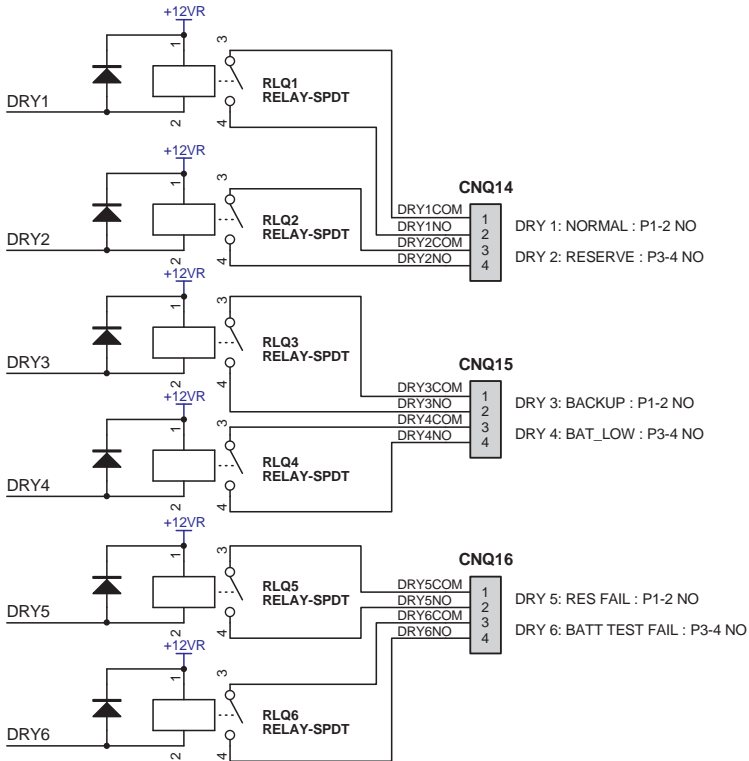 +12VR
1
3
DRY1
RLQ1
RELAY-SPDT
2
4
+12VR
1
3
DRY2
RLQ2
RELAY-SPDT
2
4
CNQ14
DRY1COM
1
DRY1NO
2
DRY2COM
3
DRY2NO
4
DRY 1: NORMAL : P1-2 NO
DRY 2: RESERVE : P3-4 NO
+12VR
1
3
DRY3
RLQ3
RELAY-SPDT
2
4
+12VR
1
3
DRY4
RLQ4
RELAY-SPDT
2
4
CNQ15
DRY3COM
1
DRY3NO
2
DRY4COM
3
DRY4NO
4
DRY 3: BACKUP : P1-2 NO
DRY 4: BAT_LOW : P3-4 NO
+12VR
1
3
DRY5
RLQ5
RELAY-SPDT
2
4
+12VR
1
3
DRY6
RLQ6
RELAY-SPDT
2
4
CNQ16
DRY5COM
1
DRY5NO
2
DRY6COM
3
DRY6NO
4
DRY 5: RES FAIL : P1-2 NO
DRY 6: BATT TEST FAIL : P3-4 NO